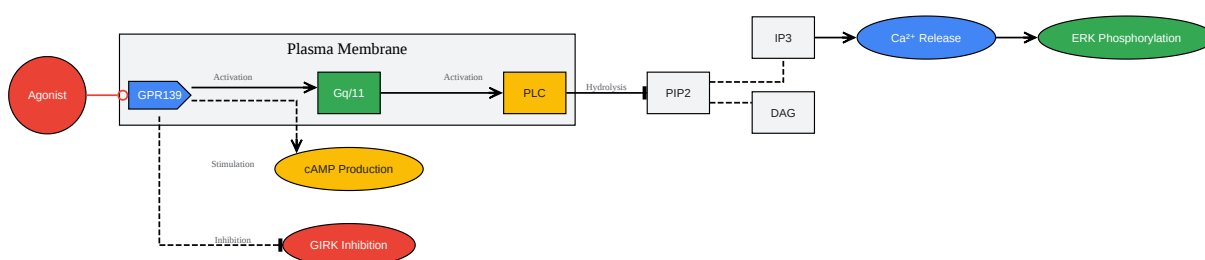 Plasma Membrane
Agonist
GPR139
Activation
Gq/11
Activation
PLC
Hydrolysis
PIP2
IP3
DAG
Ca²⁺ Release
ERK Phosphorylation
Stimulation
cAMP Production
Inhibition
GIRK Inhibition